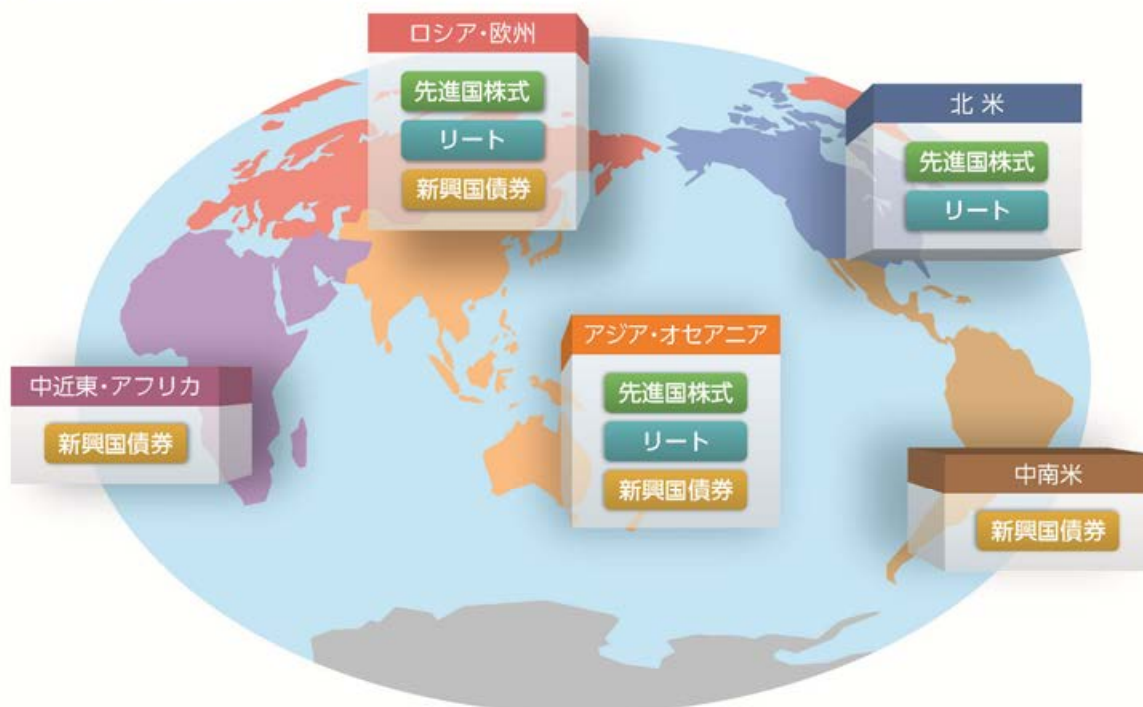 ロシア・欧州
先進国株式
リート
新興国債券
北米
先進国株式
リート
アジア・オセアニア
先進国株式
リート
新興国債券
中近東・アフリカ
新興国債券
中南米
新興国債券